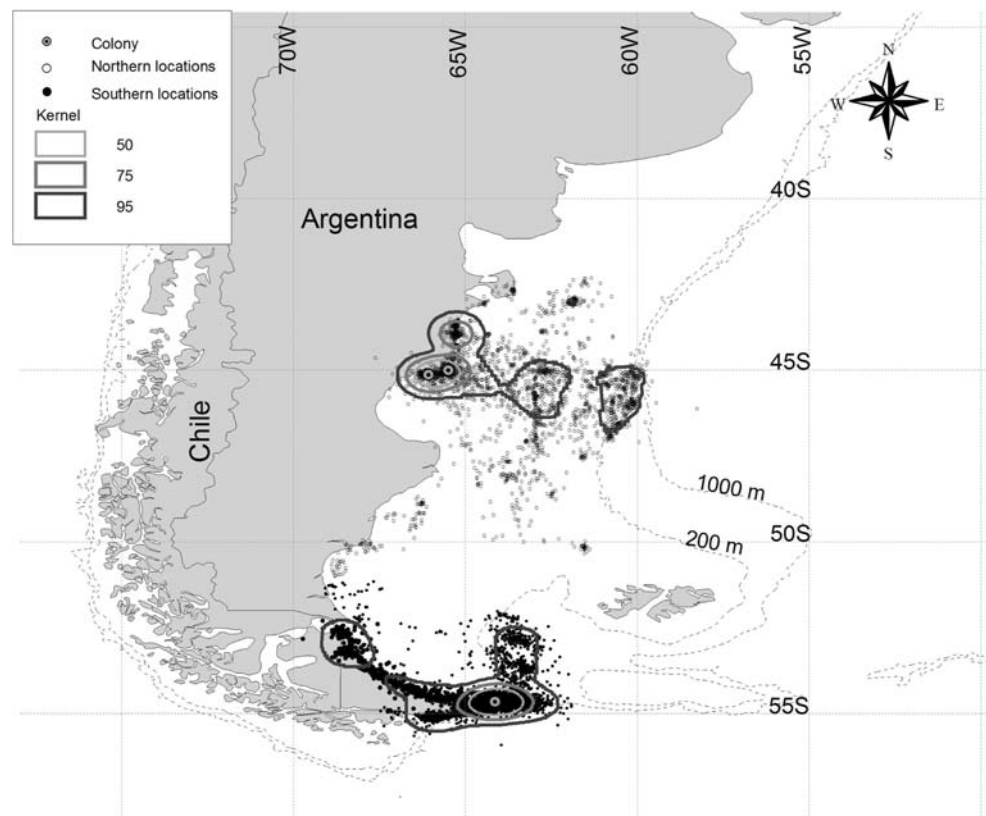 Colony
Northern locations
Southern locations
Kernel
50
75
95
70W
65W
60W
55W
N
W
E
S
40S
Argentina
45S
Chile
1000 m
200 m
50S
55S